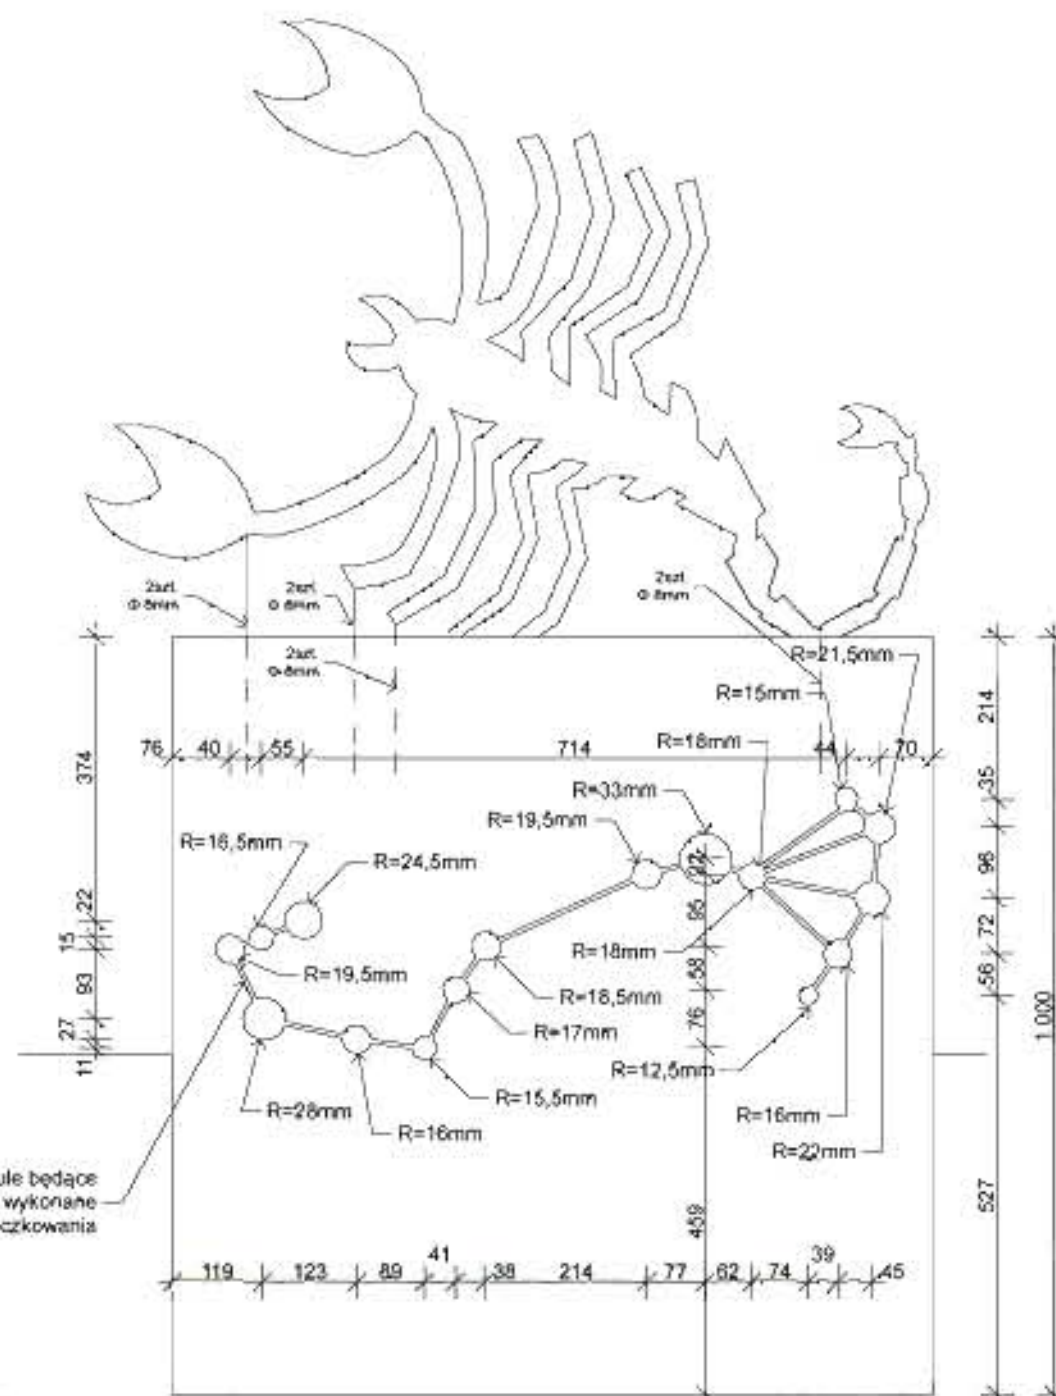 2szt.
Φ 8mm
2szt.
Φ 8mm
2szt.
Φ 8mm
2szt.
Φ 8mm
R=21,5mm
R=15mm
R=18mm
76 40 55 714 44 70
R=33mm
R=19,5mm
R=16,5mm
R=24,5mm
R=18mm
R=19,5mm
R=18,5mm
R=17mm
R=12,5mm
R=15,5mm
R=28mm
R=16mm
R=16mm
R=22mm
374
22
15
93
27
11
95
58
76
459
214
35
96
72
56
527
1.000
ule będące
wykonane
czkowania
119 123 89 41 38 214 77 62 74 39 45